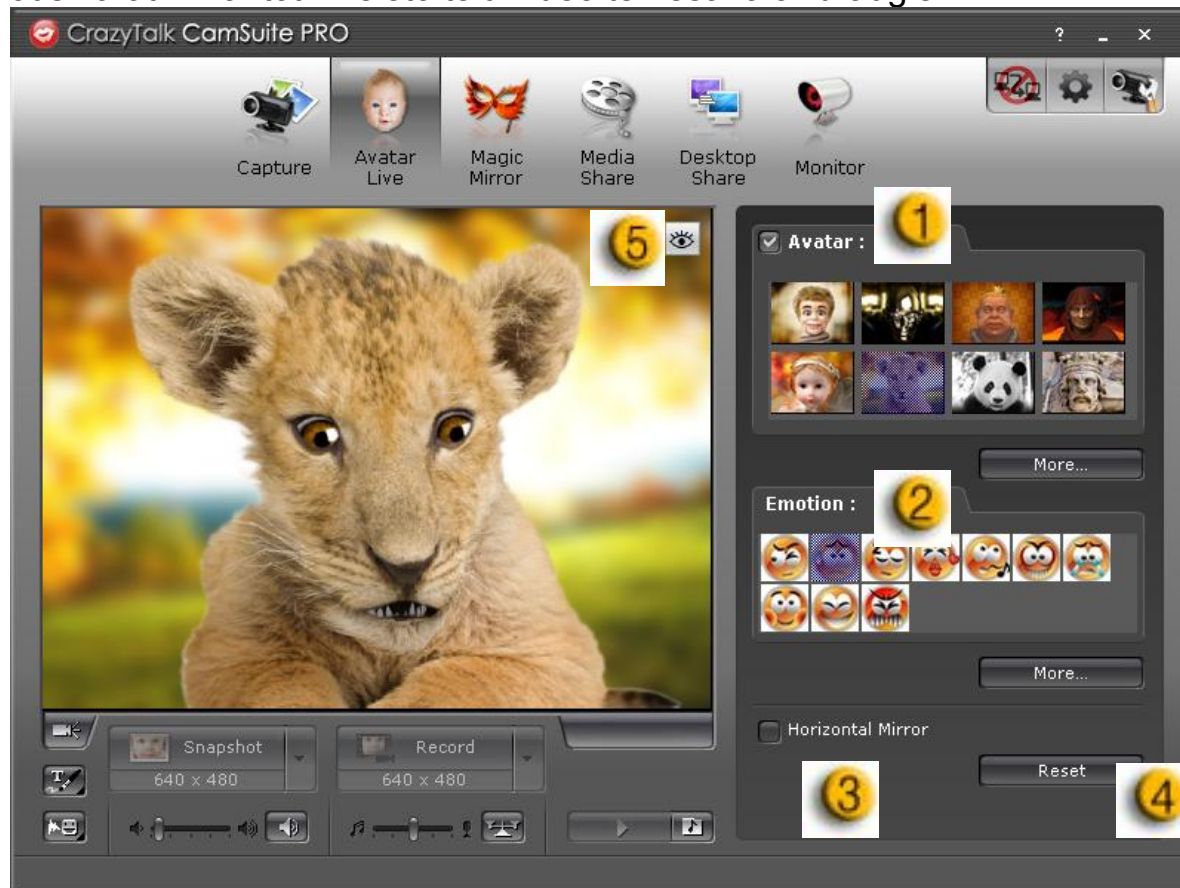 CrazyTalk CamSuite PRO
? _ ×
Capture
Avatar
Live
Magic
Mirror
Media
Share
Desktop
Share
Monitor
5
Avatar :
1
More...
Emotion :
2
More...
Horizontal Mirror
Reset
3
4
Snapshot
640 x 480
Record
640 x 480